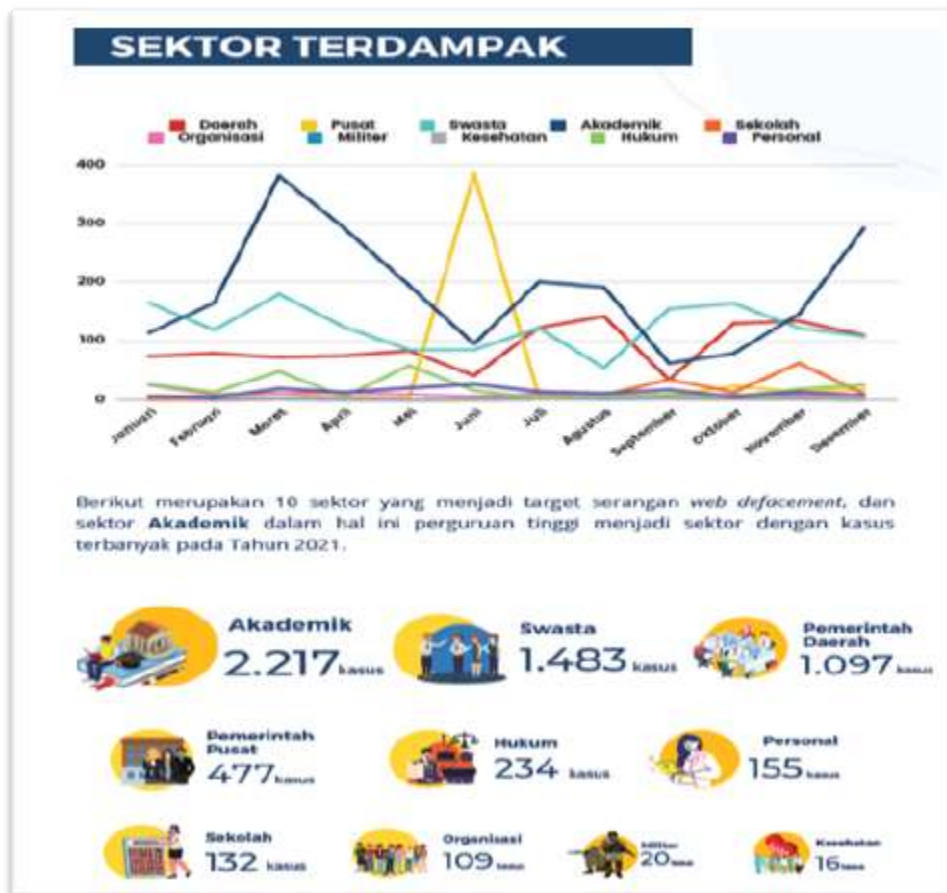 SEKTOR TERDAMPAK
Daerah Pusat Swasta Akademik Sekolah
Organisasi Militer Kesehatan Hukum Personal
400
300
200
100
0
Januari Februari Maret April Mei Juni Juli Agustus September Oktober November Desember
Berikut merupakan 10 sektor yang menjadi target serangan web defacement, dan
sektor Akademik dalam hal ini perguruan tinggi menjadi sektor dengan kasus
terbanyak pada Tahun 2021.
Akademik
2.217 kasus
Swasta
1.483 kasus
Pemerintah
Daerah
1.097 kasus
Pemerintah
Pusat
477 kasus
Hukum
234 kasus
Personal
155 kasus
Sekolah
132 kasus
Organisasi
109 kasus
Militer
20 kasus
Kesehatan
16 kasus